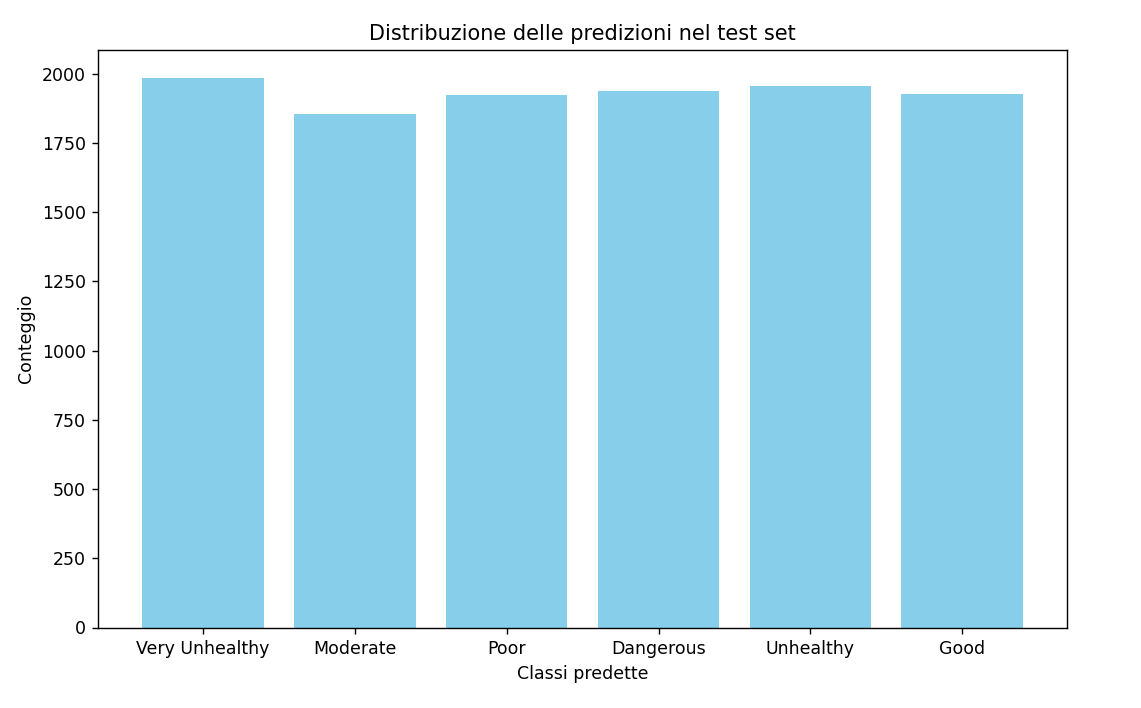 Distribuzione delle predizioni nel test set
2000
1750
1500
1250
1000
750
500
250
0
Conteggio
Very Unhealthy
Moderate
Poor
Dangerous
Unhealthy
Good
Classi predette